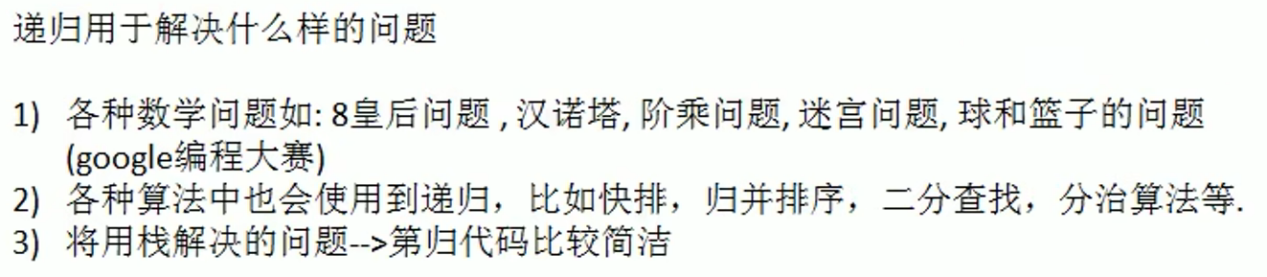 递归用于解决什么样的问题
1) 各种数学问题如: 8皇后问题 , 汉诺塔, 阶乘问题, 迷宫问题, 球和篮子的问题
(google编程大赛)
2) 各种算法中也会使用到递归，比如快排，归并排序，二分查找，分治算法等.
3) 将用栈解决的问题-->第归代码比较简洁